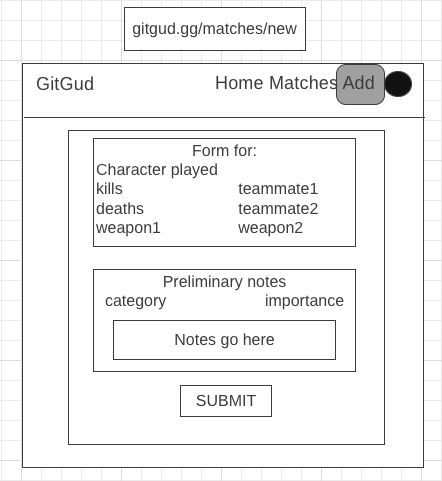 gitgud.gg/matches/new
GitGud Home Matches Add
Form for:
Character played
kills teammate1
deaths teammate2
weapon1 weapon2
Preliminary notes
category importance
Notes go here
SUBMIT